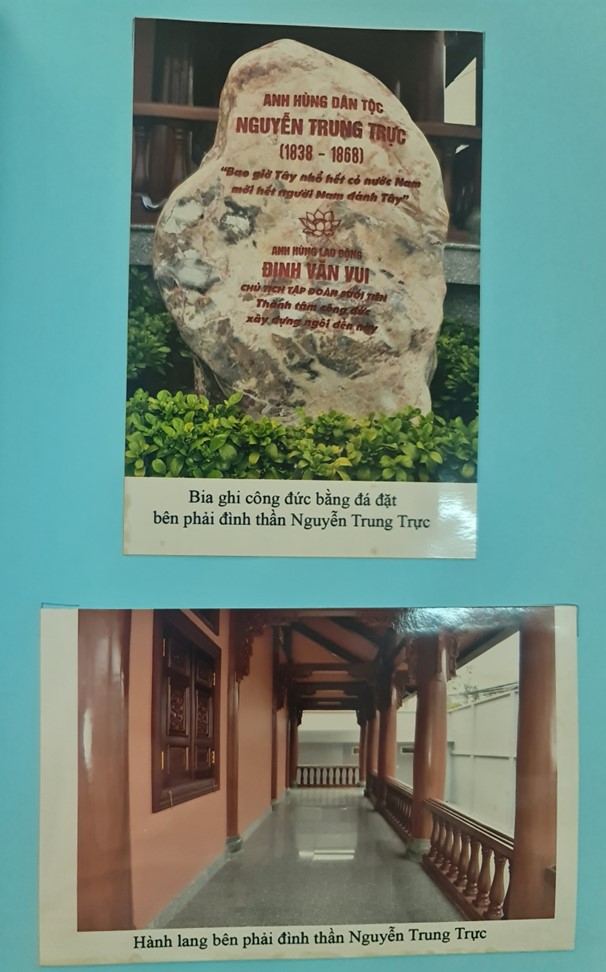 ANH HÙNG DÂN TỘC
NGUYỄN TRUNG TRỰC
(1838 - 1868)
"Bao giờ Tây nhổ hết cỏ nước Nam
mới hết người Nam đánh Tây"
ANH HÙNG LAO ĐỘNG
ĐINH VĂN VUI
CHỦ TỊCH TẬP ĐOÀN SUỐI TIÊN
Thành tâm công đức
xây dựng ngôi đền này
Bia ghi công đức bằng đá đặt
bên phải đình thần Nguyễn Trung Trực
Hành lang bên phải đình thần Nguyễn Trung Trực